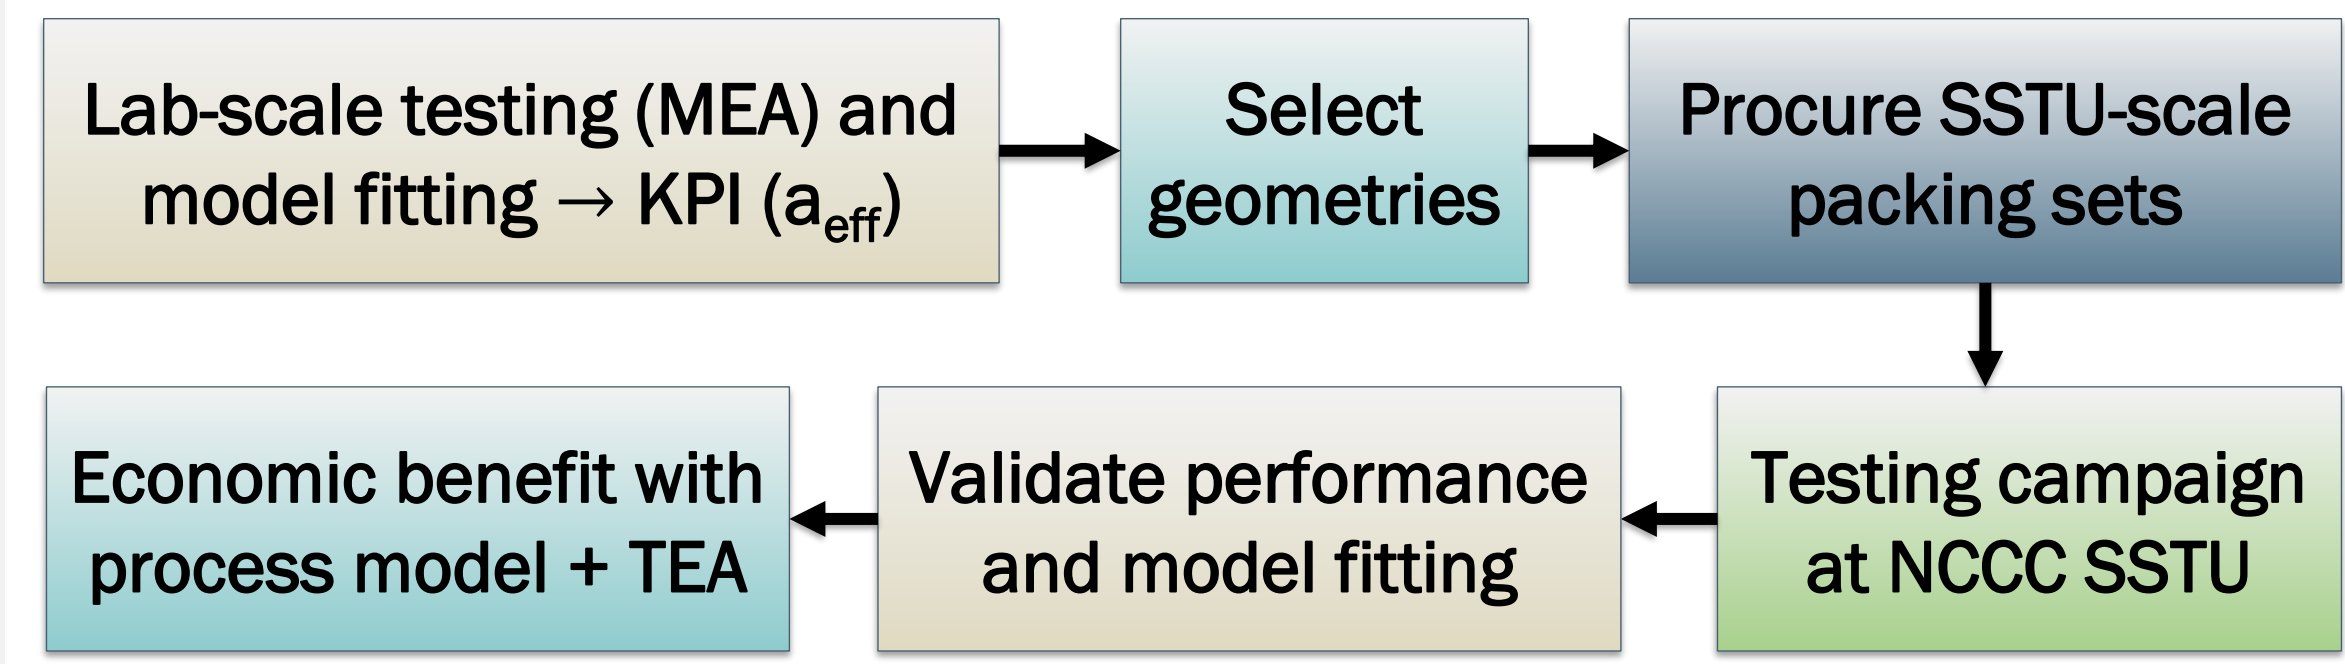 Lab-scale testing (MEA) and
model fitting → KPI (aeff)
Select
geometries
Procure SSTU-scale
packing sets
Testing campaign
at NCCC SSTU
Validate performance
and model fitting
Economic benefit with
process model + TEA